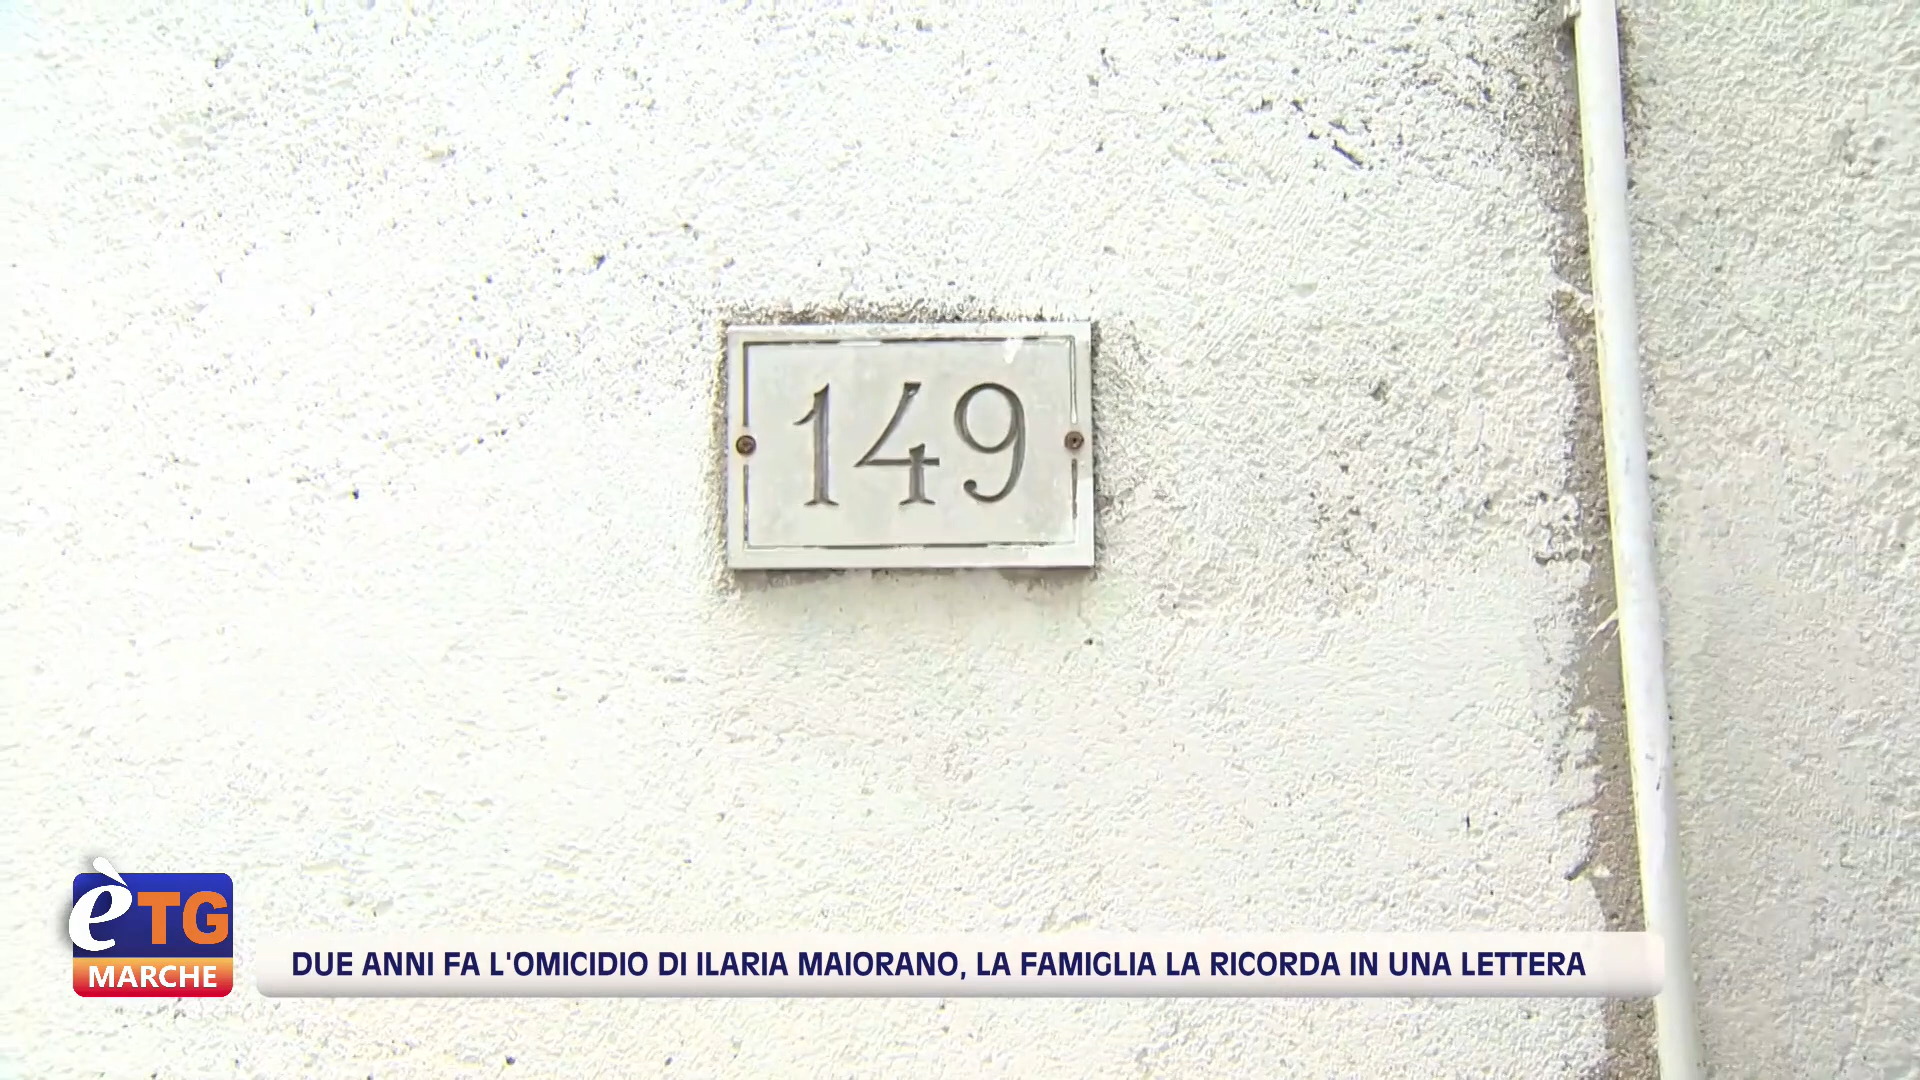 149
èTG
MARCHE
DUE ANNI FA L'OMICIDIO DI ILARIA MAIORANO, LA FAMIGLIA LA RICORDA IN UNA LETTERA